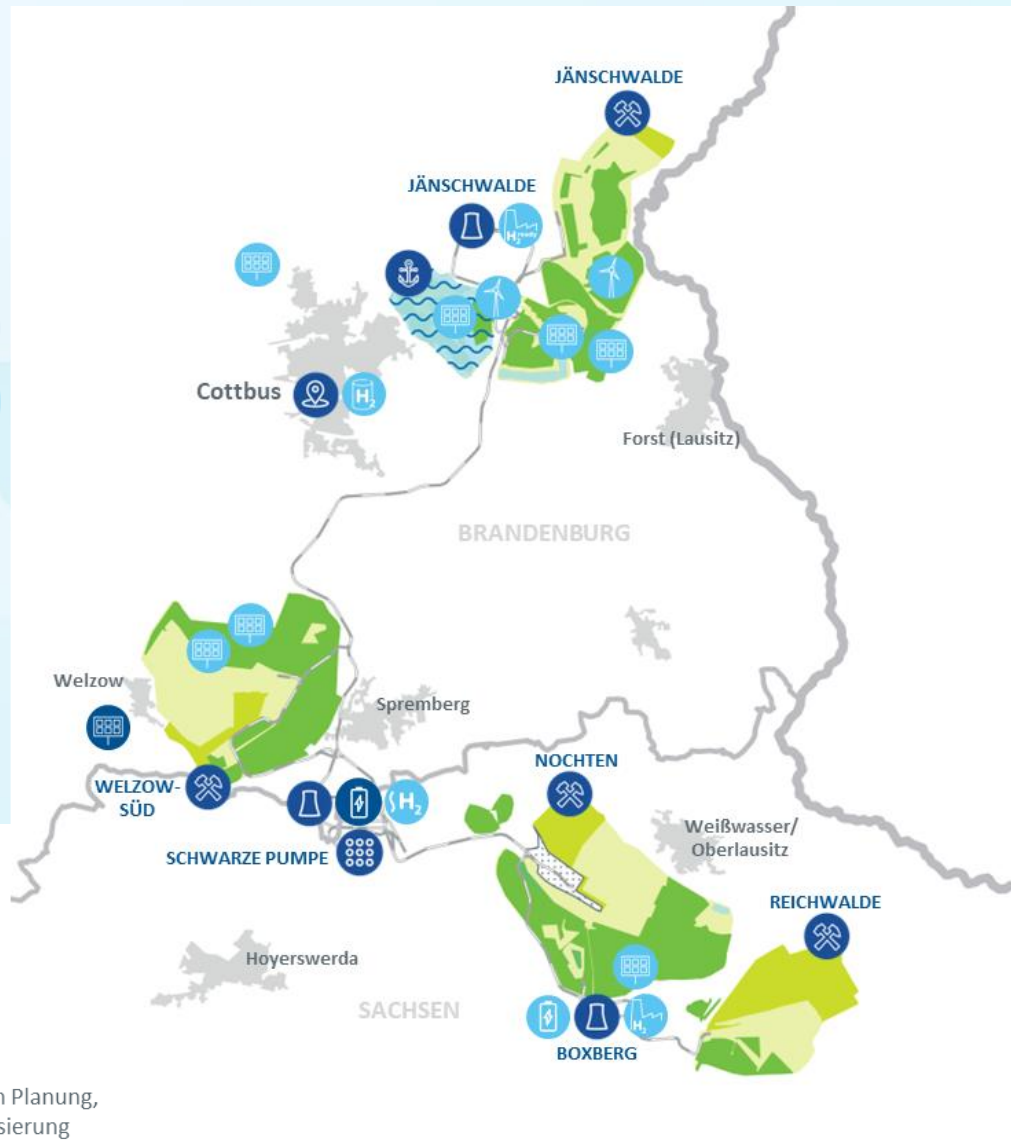 JÄNSCHWALDE
JÄNSCHWALDE
H2 ready
Cottbus
H2
Forst (Lausitz)
BRANDENBURG
Welzow
Spremberg
WELZOW-
SÜD
NOCHTEN
H2
SCHWARZE PUMPE
Weißwasser/
Oberlausitz
REICHWALDE
Hoyerswerda
SACHSEN
H2
BOXBERG
Planung,
sierung